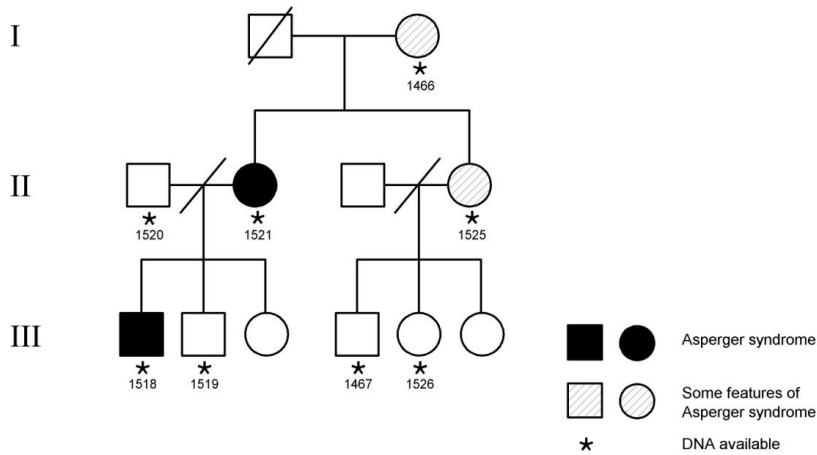 I
*
1466
II
* * *
1520 1521 1525
III
* * * *
1518 1519 1467 1526
Asperger syndrome
Some features of
Asperger syndrome
* DNA available